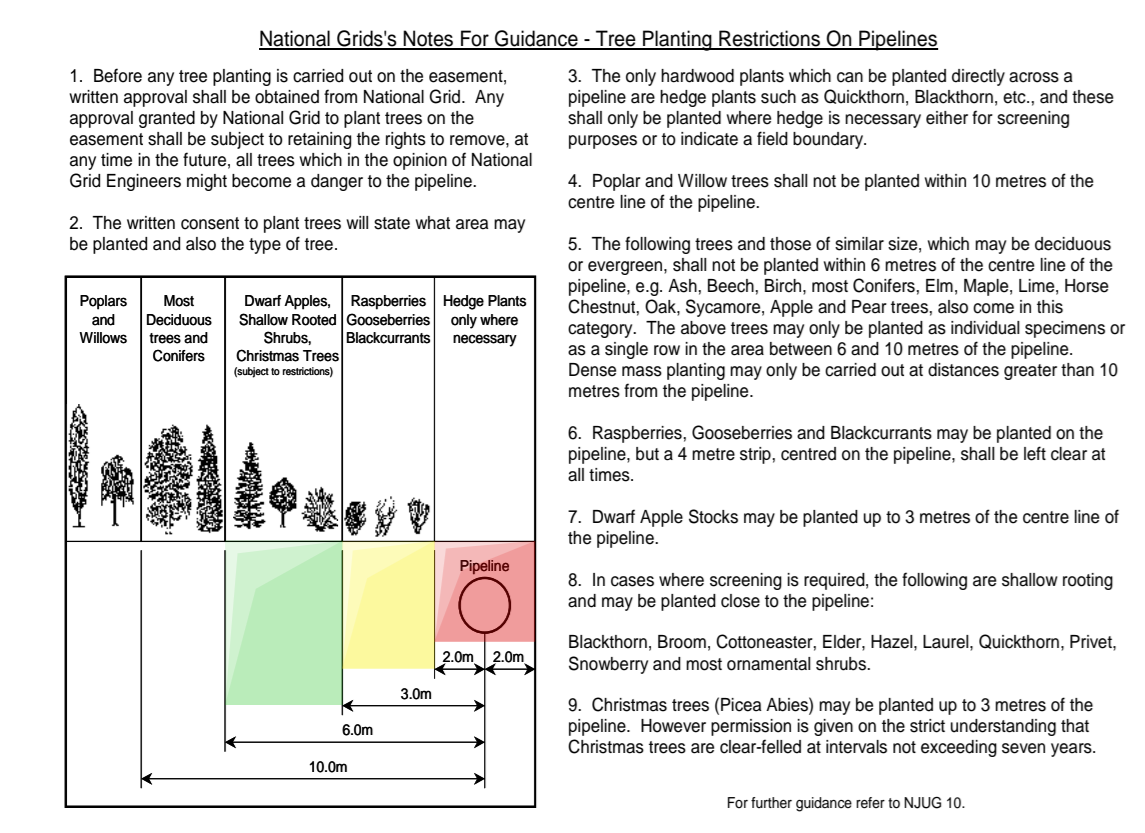 National Grids's Notes For Guidance - Tree Planting Restrictions On Pipelines
1. Before any tree planting is carried out on the easement,
written approval shall be obtained from National Grid. Any
approval granted by National Grid to plant trees on the
easement shall be subject to retaining the rights to remove, at
any time in the future, all trees which in the opinion of National
Grid Engineers might become a danger to the pipeline.
2. The written consent to plant trees will state what area may
be planted and also the type of tree.
Poplars
and
Willows
Most
Deciduous
trees and
Conifers
Dwarf Apples,
Shallow Rooted
Shrubs,
Christmas Trees
(subject to restrictions)
Raspberries
Gooseberries
Blackcurrants
Hedge Plants
only where
necessary
Pipeline
2.0m
2.0m
3.0m
6.0m
10.0m
3. The only hardwood plants which can be planted directly across a
pipeline are hedge plants such as Quickthorn, Blackthorn, etc., and these
shall only be planted where hedge is necessary either for screening
purposes or to indicate a field boundary.
4. Poplar and Willow trees shall not be planted within 10 metres of the
centre line of the pipeline.
5. The following trees and those of similar size, which may be deciduous
or evergreen, shall not be planted within 6 metres of the centre line of the
pipeline, e.g. Ash, Beech, Birch, most Conifers, Elm, Maple, Lime, Horse
Chestnut, Oak, Sycamore, Apple and Pear trees, also come in this
category. The above trees may only be planted as individual specimens or
as a single row in the area between 6 and 10 metres of the pipeline.
Dense mass planting may only be carried out at distances greater than 10
metres from the pipeline.
6. Raspberries, Gooseberries and Blackcurrants may be planted on the
pipeline, but a 4 metre strip, centred on the pipeline, shall be left clear at
all times.
7. Dwarf Apple Stocks may be planted up to 3 metres of the centre line of
the pipeline.
8. In cases where screening is required, the following are shallow rooting
and may be planted close to the pipeline:
Blackthorn, Broom, Cottoneaster, Elder, Hazel, Laurel, Quickthorn, Privet,
Snowberry and most ornamental shrubs.
9. Christmas trees (Picea Abies) may be planted up to 3 metres of the
pipeline. However permission is given on the strict understanding that
Christmas trees are clear-felled at intervals not exceeding seven years.
For further guidance refer to NJUG 10.